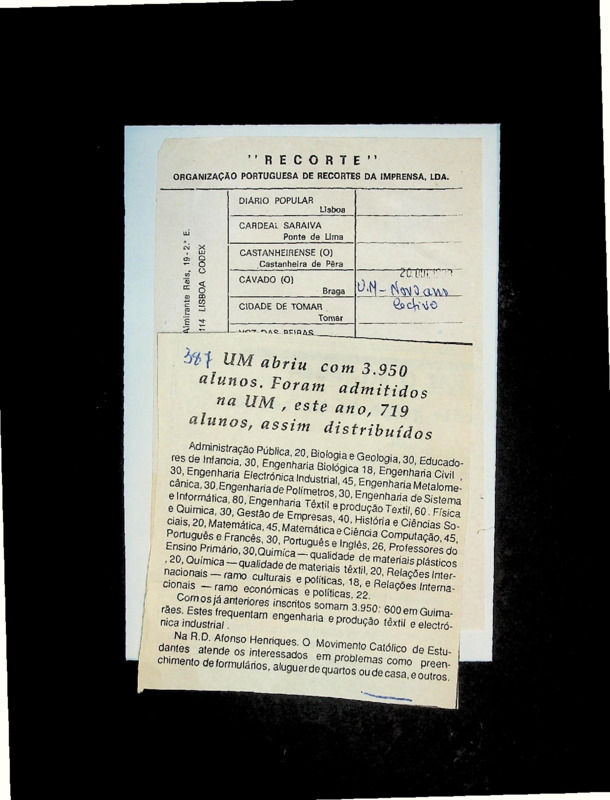 "RECORTE"
ORGANIZAÇÃO PORTUGUESA DE RECORTES DA IMPRENSA, LDA.
Almirante Reis, 19-2.º E.
114 LISBOA CODEX
DIÁRIO POPULAR
Lisboa
CARDEAL SARAIVA
Ponte de Lima
CASTANHEIRENSE (O)
Castanheira de Pêra
CAVADO (O)
Braga
U.M - Novo ano
lectivo
CIDADE DE TOMAR
Tomar
VOZ DAS BEIRAS
387 UM abriu com 3.950
alunos. Foram admitidos
na UM , este ano, 719
alunos, assim distribuídos
Administração Pública, 20, Biologia e Geologia, 30, Educado-
res de Infancia, 30, Engenharia Biológica 18, Engenharia Civil ,
30, Engenharia Electrónica Industrial, 45, Engenharia Metalome-
cânica, 30, Engenharia de Polímetros, 30, Engenharia de Sistema
e Informática, 80, Engenharia Têxtil e produção Textil, 60 . Física
e Quimica, 30, Gestão de Empresas, 40, História e Ciências So-
ciais, 20, Matemática, 45, Matemática e Ciência Computação, 45,
Português e Francês, 30, Português e Inglês, 26, Professores do
Ensino Primário, 30, Quimica — qualidade de materiais plásticos
, 20, Química — qualidade de materiais têxtil, 20, Relações Inter-
nacionais — ramo culturais e políticas, 18, e Relações Interna-
cionais — ramo económicas e políticas, 22.
Com os já anteriores inscritos somam 3.950: 600 em Guima-
rães. Estes frequentam engenharia e produção têxtil e electró-
nica industrial .
Na R.D. Afonso Henriques. O Movimento Católico de Estu-
dantes atende os interessados em problemas como preen-
chimento de formulários, aluguer de quartos ou de casa, e outros.